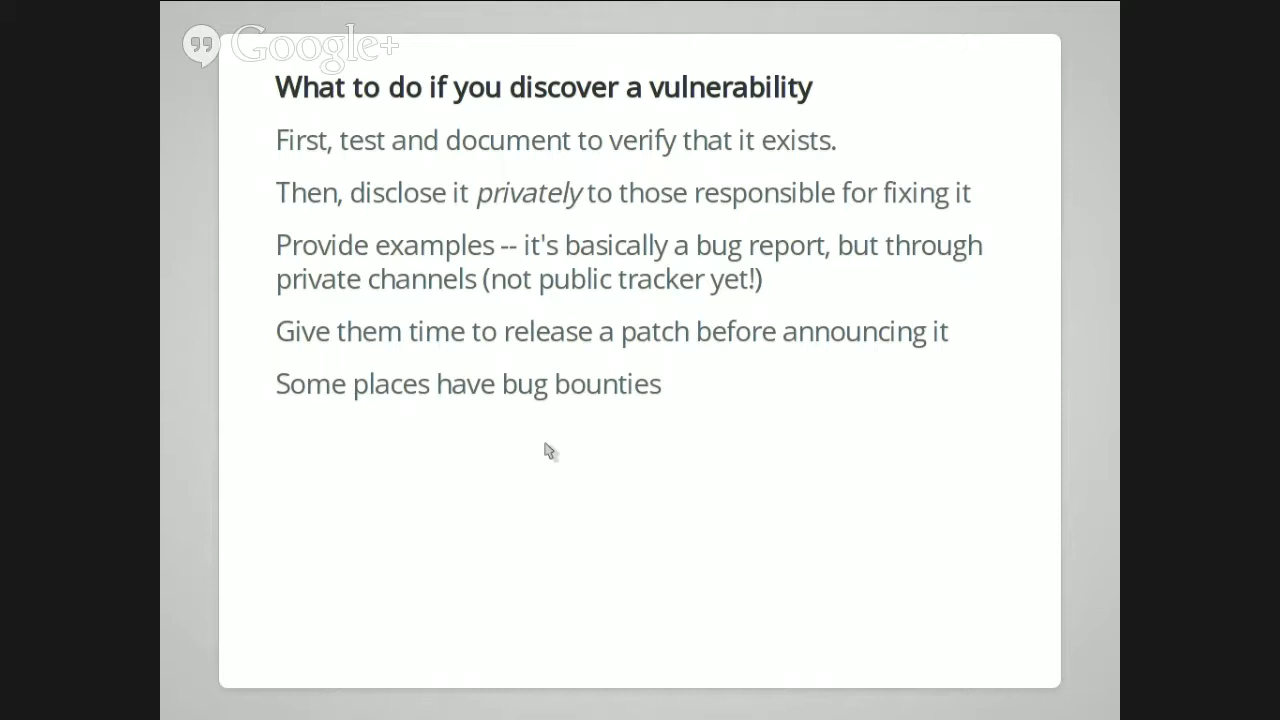 Google+
What to do if you discover a vulnerability
First, test and document to verify that it exists.
Then, disclose it privately to those responsible for fixing it
Provide examples -- it's basically a bug report, but through
private channels (not public tracker yet!)
Give them time to release a patch before announcing it
Some places have bug bounties